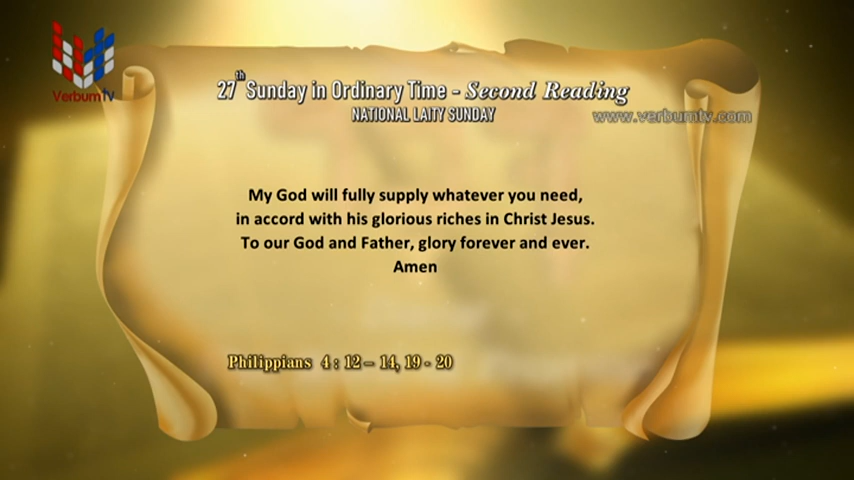 VerbumTV
27th Sunday in Ordinary Time - Second Reading
NATIONAL LAITY SUNDAY
www.verbumtv.com
My God will fully supply whatever you need,
in accord with his glorious riches in Christ Jesus.
To our God and Father, glory forever and ever.
Amen
Philippians 4 : 12 – 14, 19 - 20